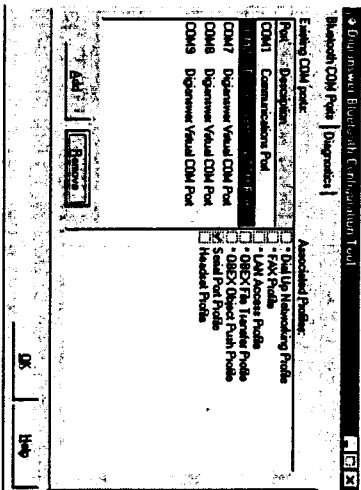 Digianswer Bluetooth Configuration Tool
Bluetooth COM Ports
Diagnostics
Existing COM ports:
Port
Description
COM1
Communications Port
COM7
Digianswer Virtual COM Port
COM8
Digianswer Virtual COM Port
COM9
Digianswer Virtual COM Port
Add
Remove
Associated Profiles:
* Dial Up Networking Profile
* FAX Profile
* LAN Access Profile
* OBEX File Transfer Profile
* OBEX Object Push Profile
Serial Port Profile
Headset Profile
OK
Help